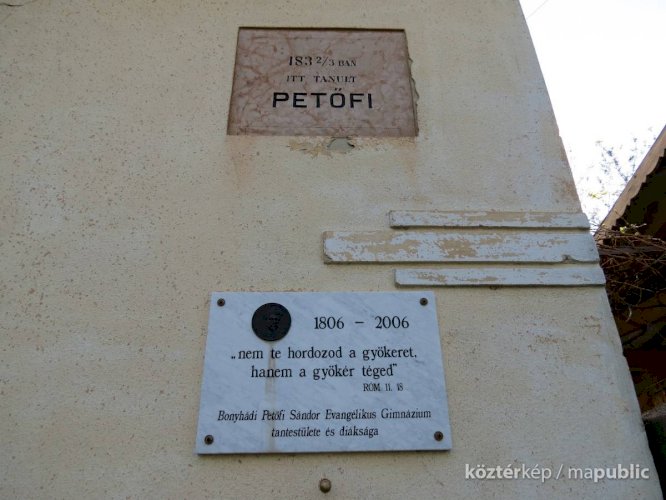 183 2/3 BAN
ITT TANULT
PETŐFI
1806 – 2006
„nem te hordozod a gyökeret,
hanem a gyökér téged"
RÓM. 11. 18
Bonyhádi Petőfi Sándor Evangélikus Gimnázium
tantestülete és diáksága
köztérkép / mapublic